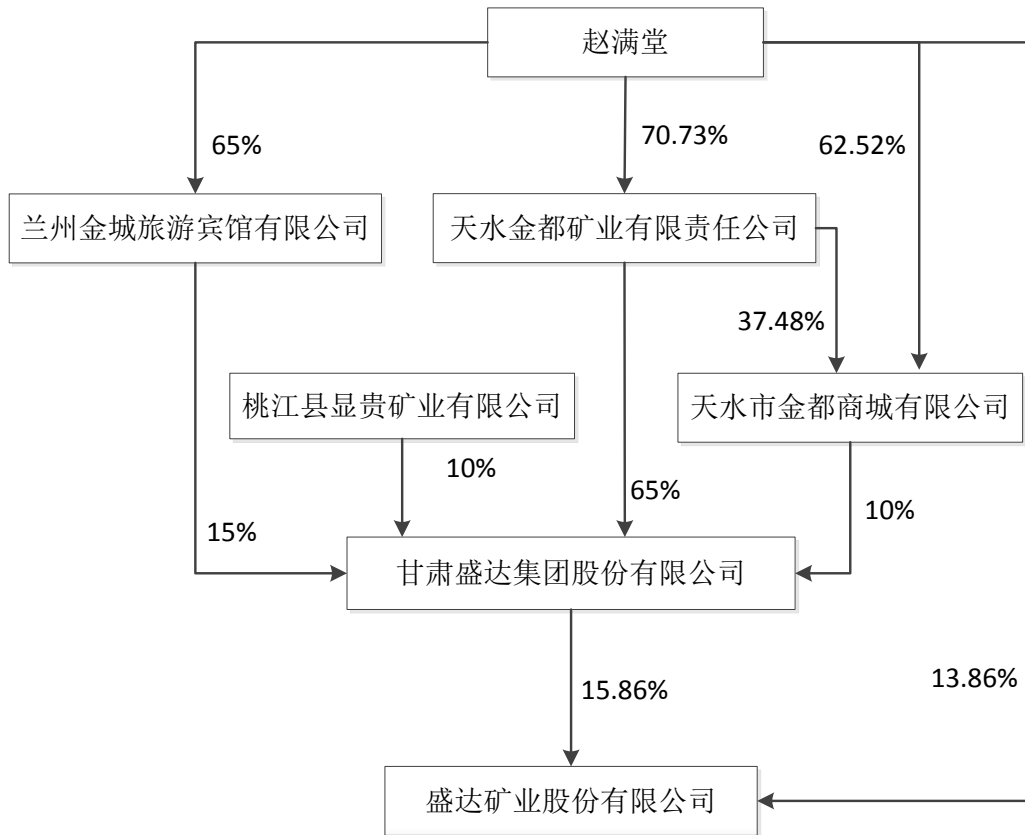 赵满堂
65%
70.73%
62.52%
兰州金城旅游宾馆有限公司
天水金都矿业有限责任公司
37.48%
桃江县显贵矿业有限公司
天水市金都商城有限公司
10%
65%
10%
15%
甘肃盛达集团股份有限公司
15.86%
13.86%
盛达矿业股份有限公司